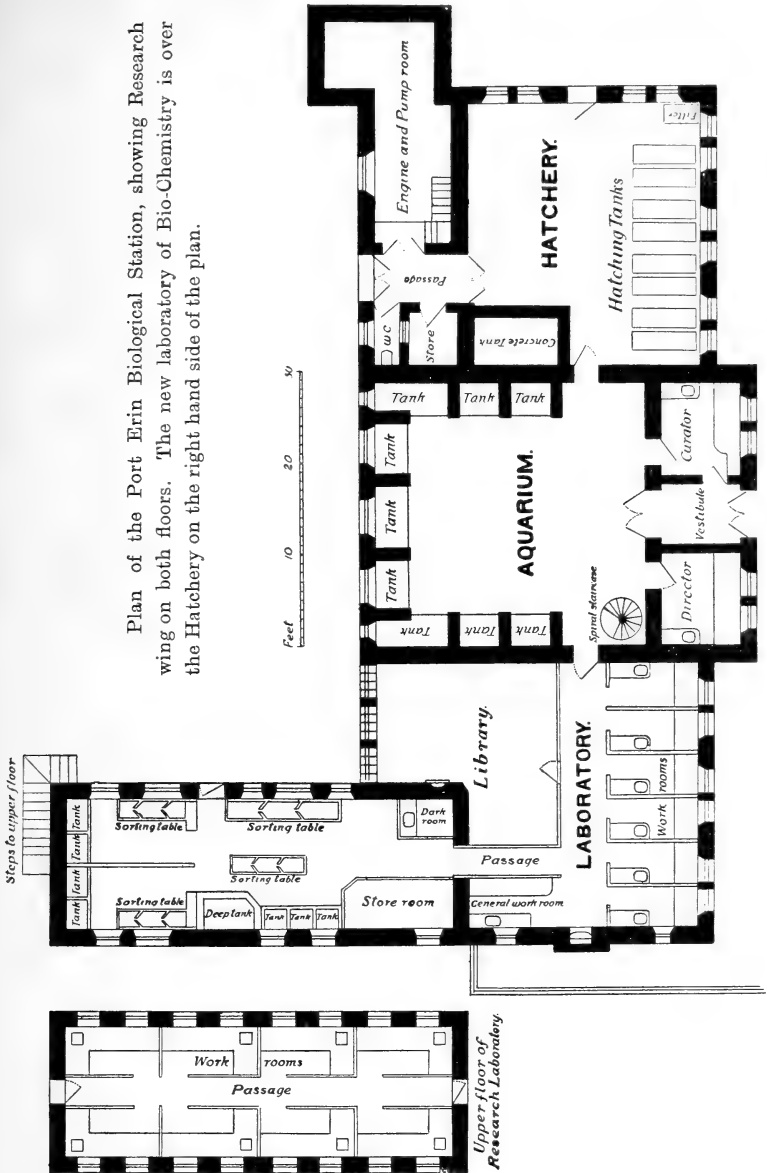 Plan of the Port Erin Biological Station, showing Research
wing on both floors. The new laboratory of Bio-Chemistry is over
the Hatchery on the right hand side of the plan.
Feet
10
20
30
Steps to upper floor
Engine and Pump room
Passage
WC
Store
Concrete Tank
HATCHERY.
Hatching Tanks
Filter
Tank
Tank
Tank
Tank
Tank
Tank
Tank
Tank
Tank
AQUARIUM.
Spiral staircase
Curator
Vestibule
Director
Library.
LABORATORY.
Work rooms
Passage
General work room
Tank
Tank
Tank
Tank
Sorting table
Sorting table
Sorting table
Sorting table
Dark
room
Deep tank
Tank
Tank
Tank
Store room
Work rooms
Passage
Upper floor of
Research Laboratory.